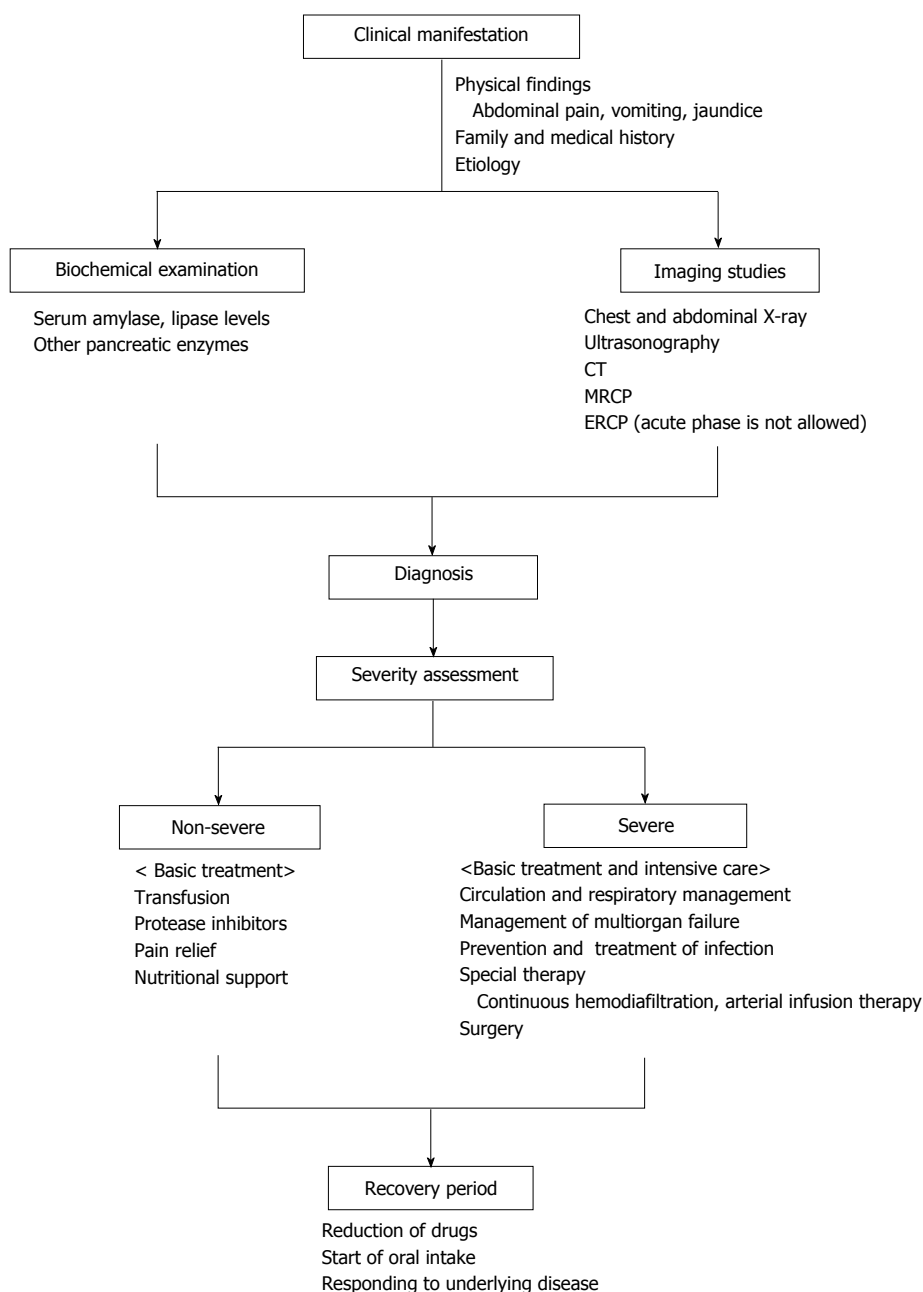 Clinical manifestation
Physical findings
Abdominal pain, vomiting, jaundice
Family and medical history
Etiology
Biochemical examination
Serum amylase, lipase levels
Other pancreatic enzymes
Imaging studies
Chest and abdominal X-ray
Ultrasonography
CT
MRCP
ERCP (acute phase is not allowed)
Diagnosis
Severity assessment
Non-severe
< Basic treatment>
Transfusion
Protease inhibitors
Pain relief
Nutritional support
Severe
<Basic treatment and intensive care>
Circulation and respiratory management
Management of multiorgan failure
Prevention and  treatment of infection
Special therapy
Continuous hemodiafiltration, arterial infusion therapy
Surgery
Recovery period
Reduction of drugs
Start of oral intake
Responding to underlying disease